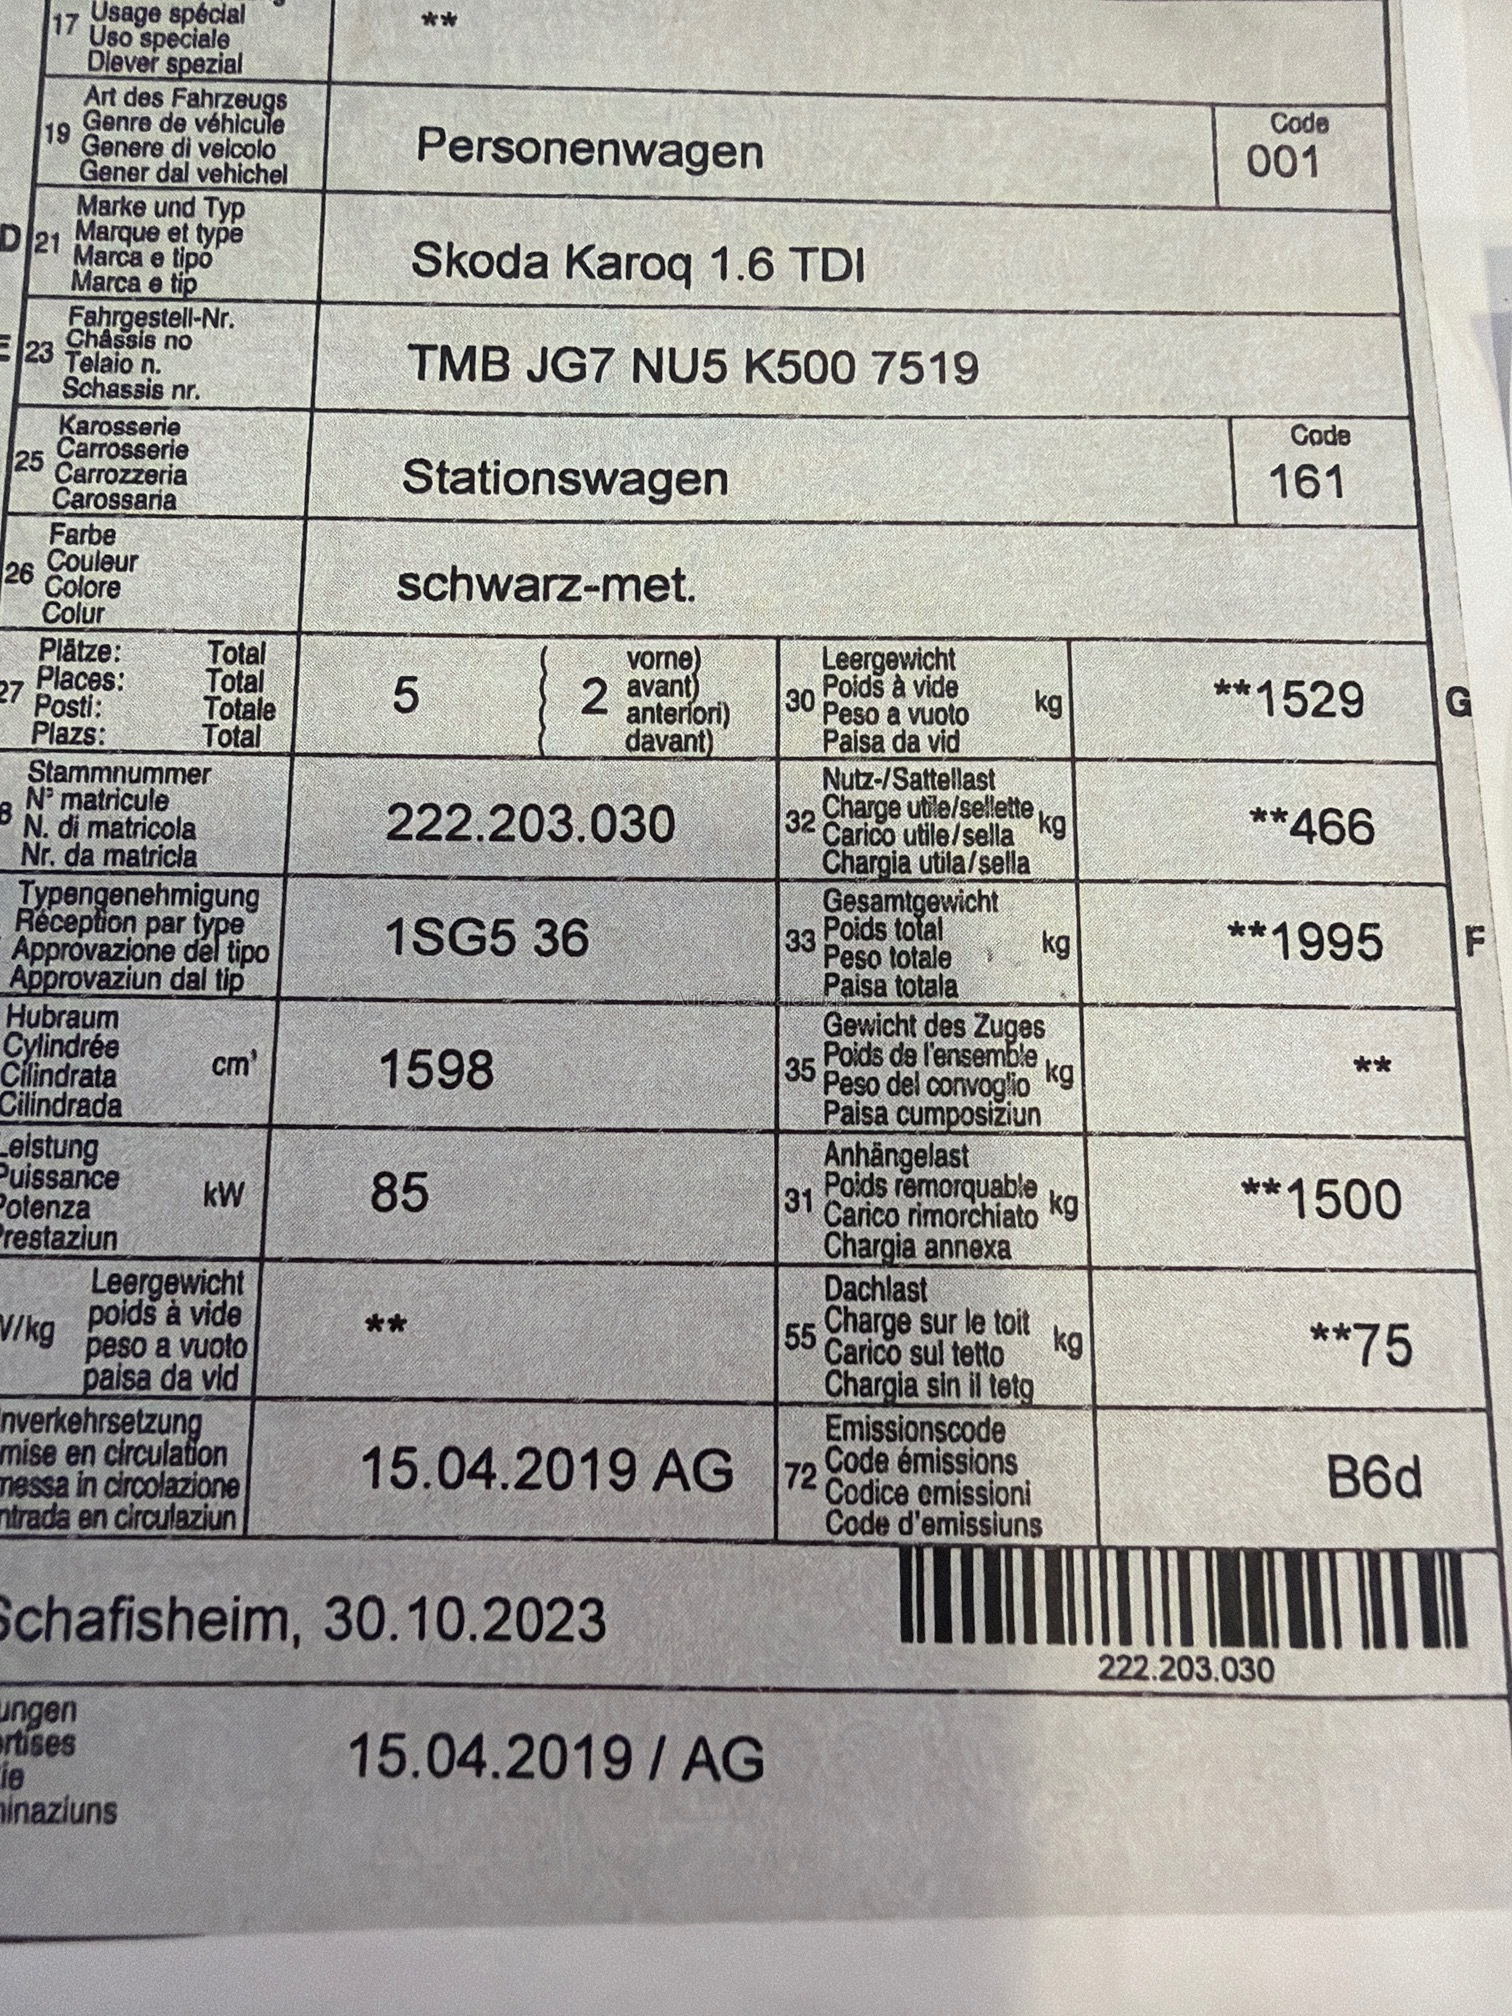 17 Usage spécial **
Uso speciale
Diever spezial
Art des Fahrzeugs
19 Genre de véhicule
Genere di veicolo
Gener dal vehichel
Personenwagen
Code
001
Marke und Typ
D 21 Marque et type
Marca e tipo
Marca e tip
Skoda Karoq 1.6 TDI
Fahrgestell-Nr.
E 23 Châssis no
Telaio n.
Schassis nr.
TMB JG7 NU5 K500 7519
Karosserie
25 Carrosserie
Carrozzeria
Carossaria
Stationswagen
Code
161
Farbe
26 Couleur
Colore
Colur
schwarz-met.
Plätze: Total
27 Places: Total
Posti: Totale
Plazs: Total
5 ( 2 vorne)
avant)
anteriori)
davant)
Leergewicht
30 Poids à vide kg
Peso a vuoto
Paisa da vid
**1529 G
Stammnummer
8 N° matricule
N. di matricola
Nr. da matricla
222.203.030
Nutz-/Sattellast
32 Charge utile/sellette kg
Carico utile/sella
Chargia utila/sella
**466
Typengenehmigung
Réception par type
Approvazione del tipo
Approvaziun dal tip
1SG5 36
Gesamtgewicht
33 Poids total kg
Peso totale
Paisa totala
**1995 F
Hubraum
Cylindrée cm³
Cilindrata
Cilindrada
1598
Gewicht des Zuges
35 Poids de l'ensemble kg
Peso del convoglio
Paisa cumposiziun
**
Leistung
Puissance kW
Potenza
Prestaziun
85
Anhängelast
31 Poids remorquable kg
Carico rimorchiato
Chargia annexa
**1500
Leergewicht
/kg poids à vide
peso a vuoto
paisa da vid
**
Dachlast
55 Charge sur le toit kg
Carico sul tetto
Chargia sin il tetg
**75
nverkehrsetzung
mise en circulation
messa in circolazione
ntrada en circulaziun
15.04.2019 AG
Emissionscode
72 Code émissions
Codice emissioni
Code d'emissiuns
B6d
Schafisheim, 30.10.2023
222.203.030
ungen
rtises
ie
inaziuns
15.04.2019 / AG